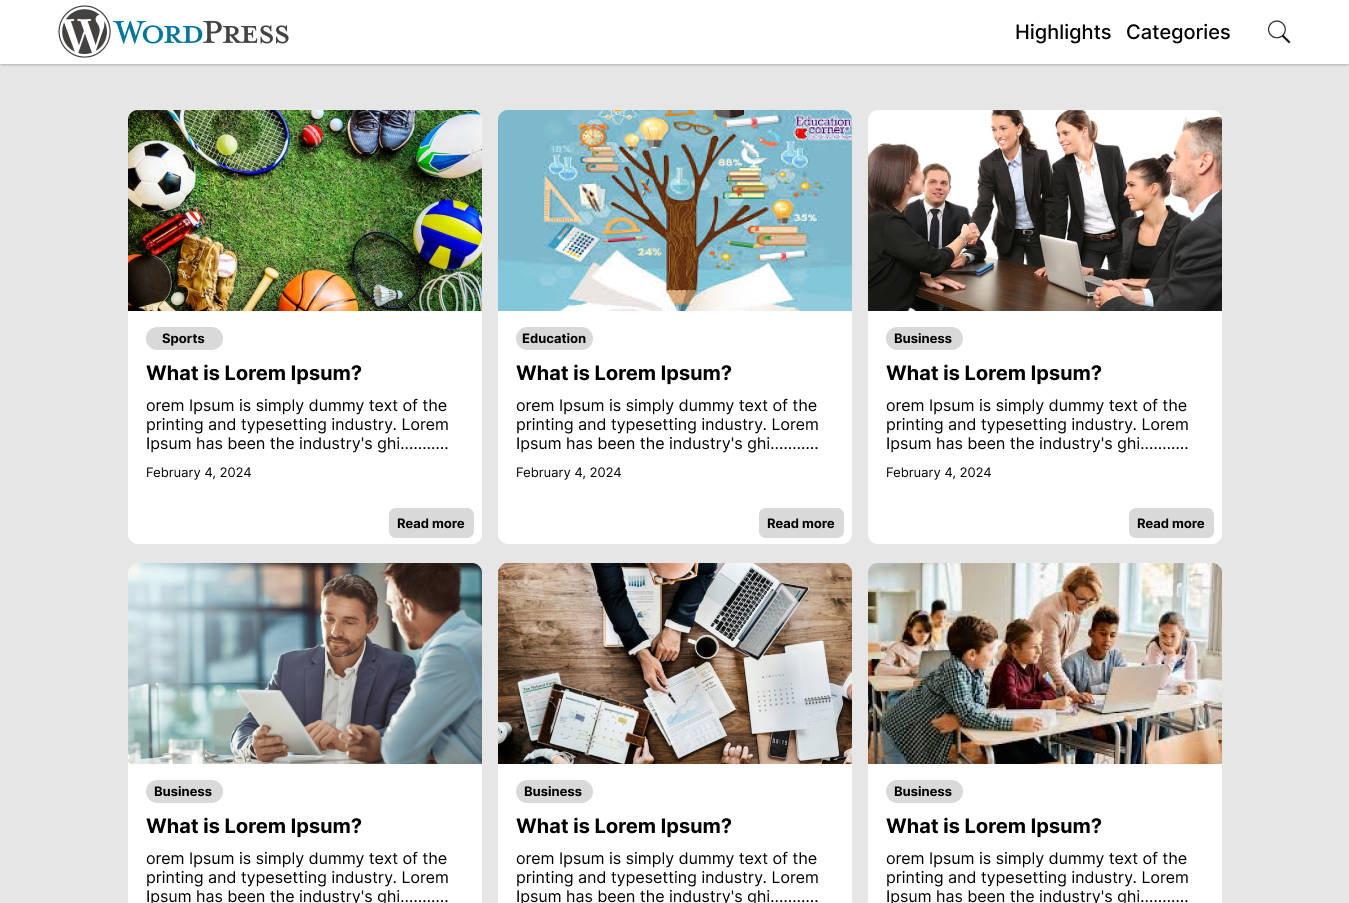 WORDPRESS
Highlights Categories
Education
corner
18%
88%
35%
24%
Sports
Education
Business
What is Lorem Ipsum?
What is Lorem Ipsum?
What is Lorem Ipsum?
orem Ipsum is simply dummy text of the
printing and typesetting industry. Lorem
Ipsum has been the industry's ghi...........
orem Ipsum is simply dummy text of the
printing and typesetting industry. Lorem
Ipsum has been the industry's ghi...........
orem Ipsum is simply dummy text of the
printing and typesetting industry. Lorem
Ipsum has been the industry's ghi...........
February 4, 2024
February 4, 2024
February 4, 2024
Read more
Read more
Read more
Business
Business
Business
What is Lorem Ipsum?
What is Lorem Ipsum?
What is Lorem Ipsum?
orem Ipsum is simply dummy text of the
printing and typesetting industry. Lorem
Ipsum has been the industry's ghi...........
orem Ipsum is simply dummy text of the
printing and typesetting industry. Lorem
Ipsum has been the industry's ghi...........
orem Ipsum is simply dummy text of the
printing and typesetting industry. Lorem
Ipsum has been the industry's ghi...........